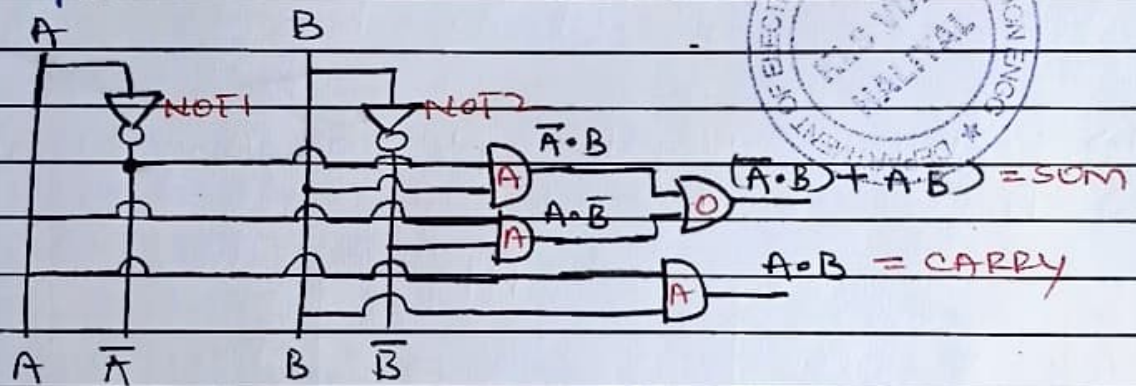 A B
NOT1 NOT2
A̅·B
A (A̅·B)+ A·B) = SUM
O
A·B̅
A
A·B = CARRY
A
A A̅ B B̅